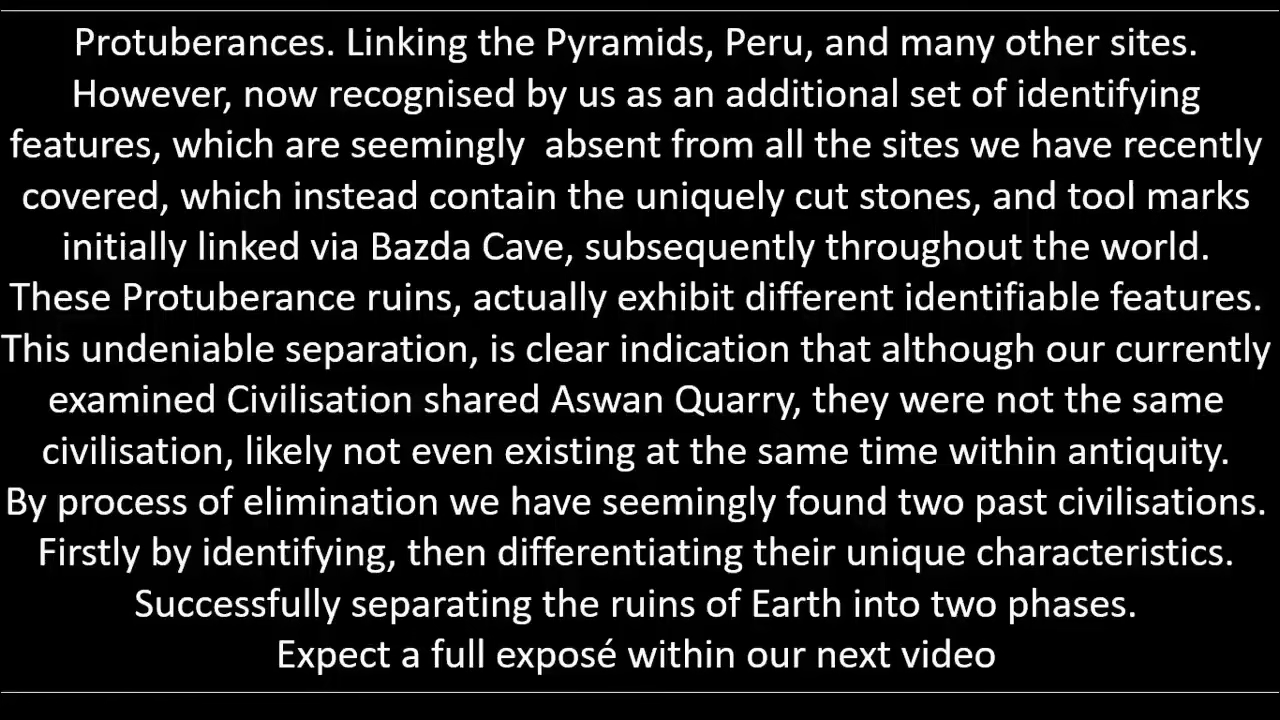 Protuberances. Linking the Pyramids, Peru, and many other sites.
However, now recognised by us as an additional set of identifying
features, which are seemingly  absent from all the sites we have recently
covered, which instead contain the uniquely cut stones, and tool marks
initially linked via Bazda Cave, subsequently throughout the world.
These Protuberance ruins, actually exhibit different identifiable features.
This undeniable separation, is clear indication that although our currently
examined Civilisation shared Aswan Quarry, they were not the same
civilisation, likely not even existing at the same time within antiquity.
By process of elimination we have seemingly found two past civilisations.
Firstly by identifying, then differentiating their unique characteristics.
Successfully separating the ruins of Earth into two phases.
Expect a full exposé within our next video